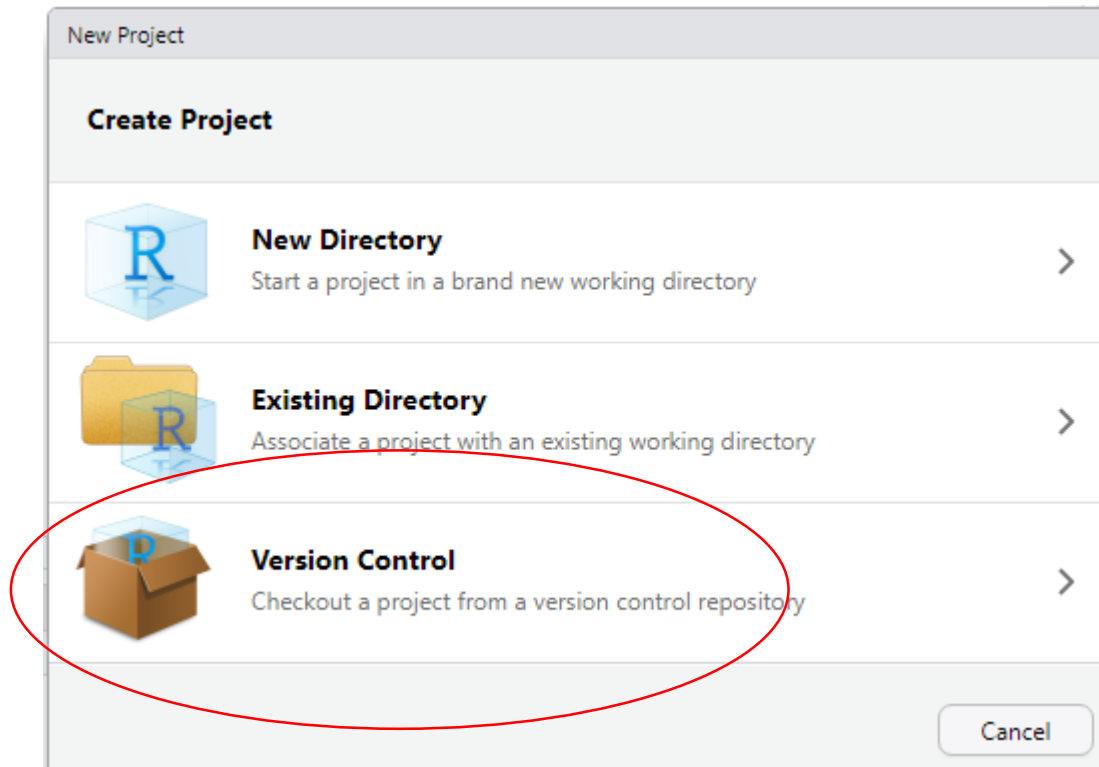 New Project
Create Project
R
New Directory
Start a project in a brand new working directory
R
Existing Directory
Associate a project with an existing working directory
R
Version Control
Checkout a project from a version control repository
Cancel